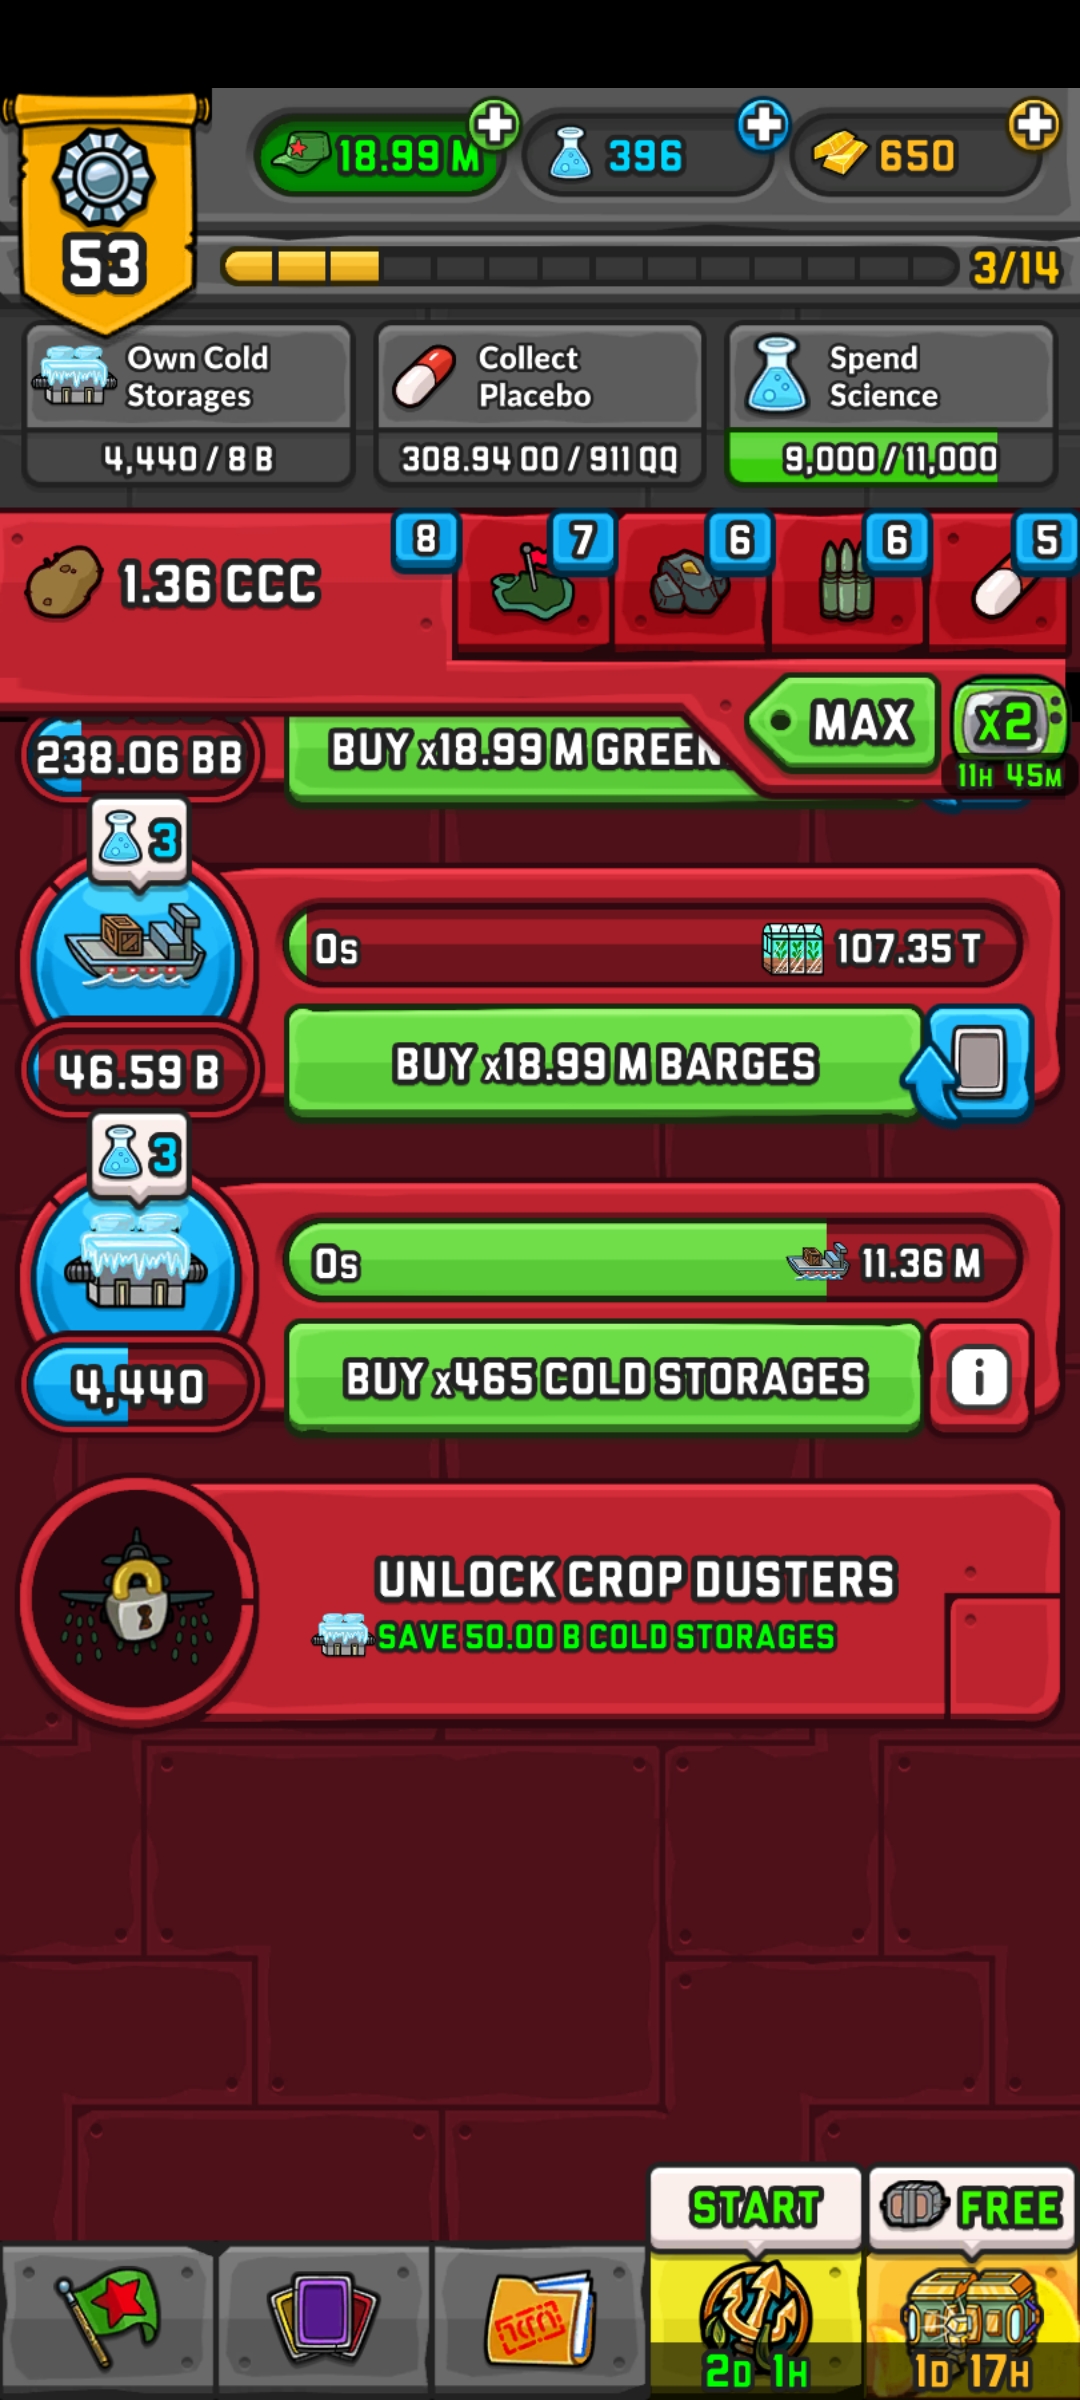 53
18.99 M
396
650
3/14
Own Cold
Storages
4,440 / 8 B
Collect
Placebo
308.94 OO / 911 QQ
Spend
Science
9,000 / 11,000
1.36 CCC
8
7
6
6
5
MAX
x2
11H 45M
238.06 BB
BUY x18.99 M GREEN
3
0s
107.35 T
46.59 B
BUY x18.99 M BARGES
3
0s
11.36 M
4,440
BUY x465 COLD STORAGES
i
UNLOCK CROP DUSTERS
SAVE 50.00 B COLD STORAGES
START
FREE
2D 1H
1D 17H